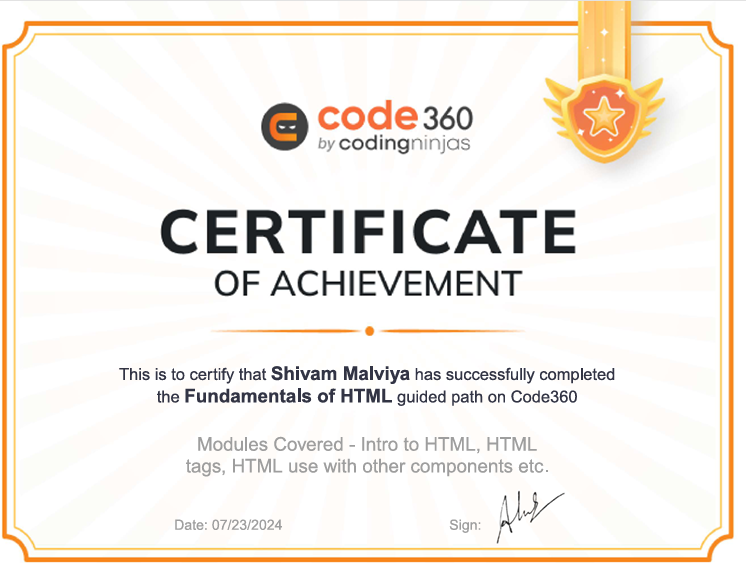 code 360
by codingninjas
CERTIFICATE
OF ACHIEVEMENT
This is to certify that Shivam Malviya has successfully completed
the Fundamentals of HTML guided path on Code360
Modules Covered - Intro to HTML, HTML
tags, HTML use with other components etc.
Date: 07/23/2024
Sign: